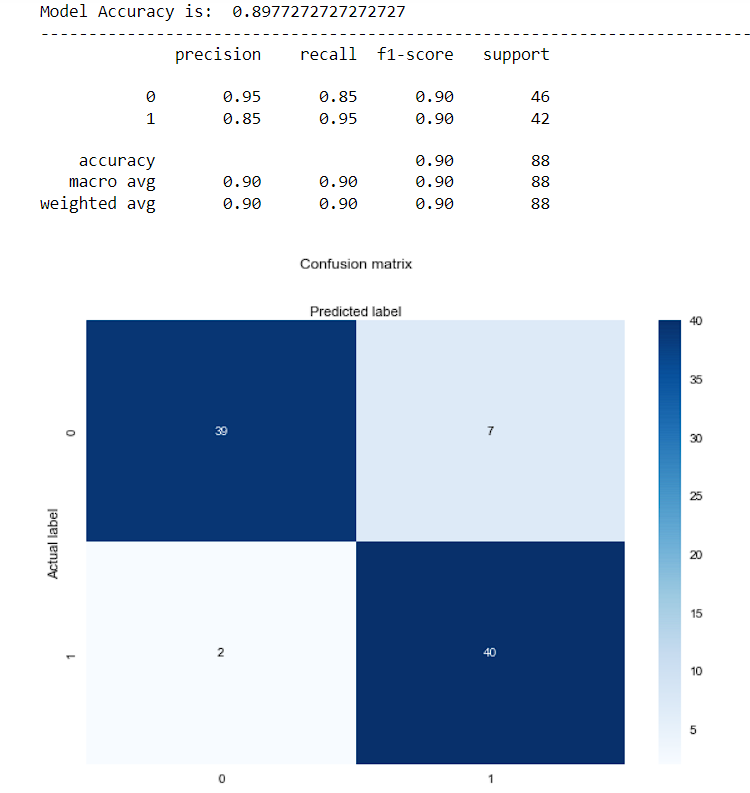 Model Accuracy is:  0.8977272727272727
--------------------------------------------------------------------------
precision recall f1-score support
0 0.95 0.85 0.90 46
1 0.85 0.95 0.90 42
accuracy 0.90 88
macro avg 0.90 0.90 0.90 88
weighted avg 0.90 0.90 0.90 88
Confusion matrix
Predicted label
40
35
30
25
20
15
10
5
Actual label
0
1
39 7
2 40
0 1